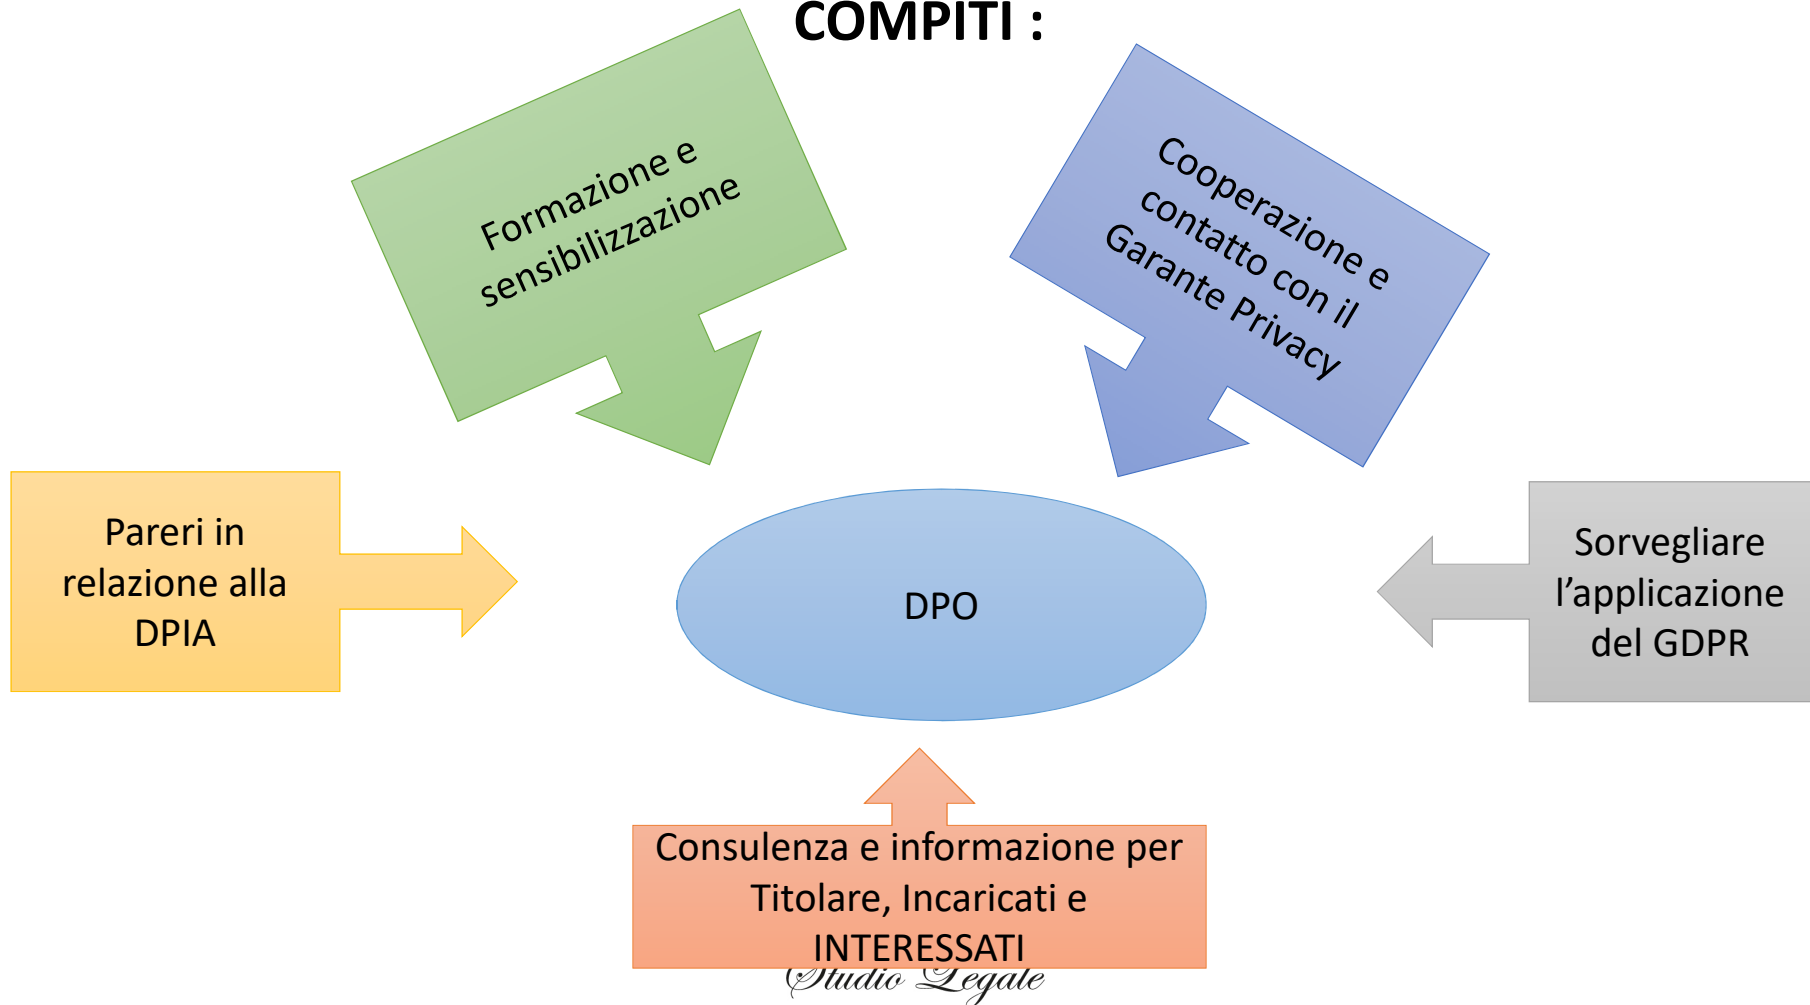 COMPITI :
Formazione e
sensibilizzazione
Cooperazione e
contatto con il
Garante Privacy
Pareri in
relazione alla
DPIA
DPO
Sorvegliare
l’applicazione
del GDPR
Consulenza e informazione per
Titolare, Incaricati e
INTERESSATI
Studio Legale